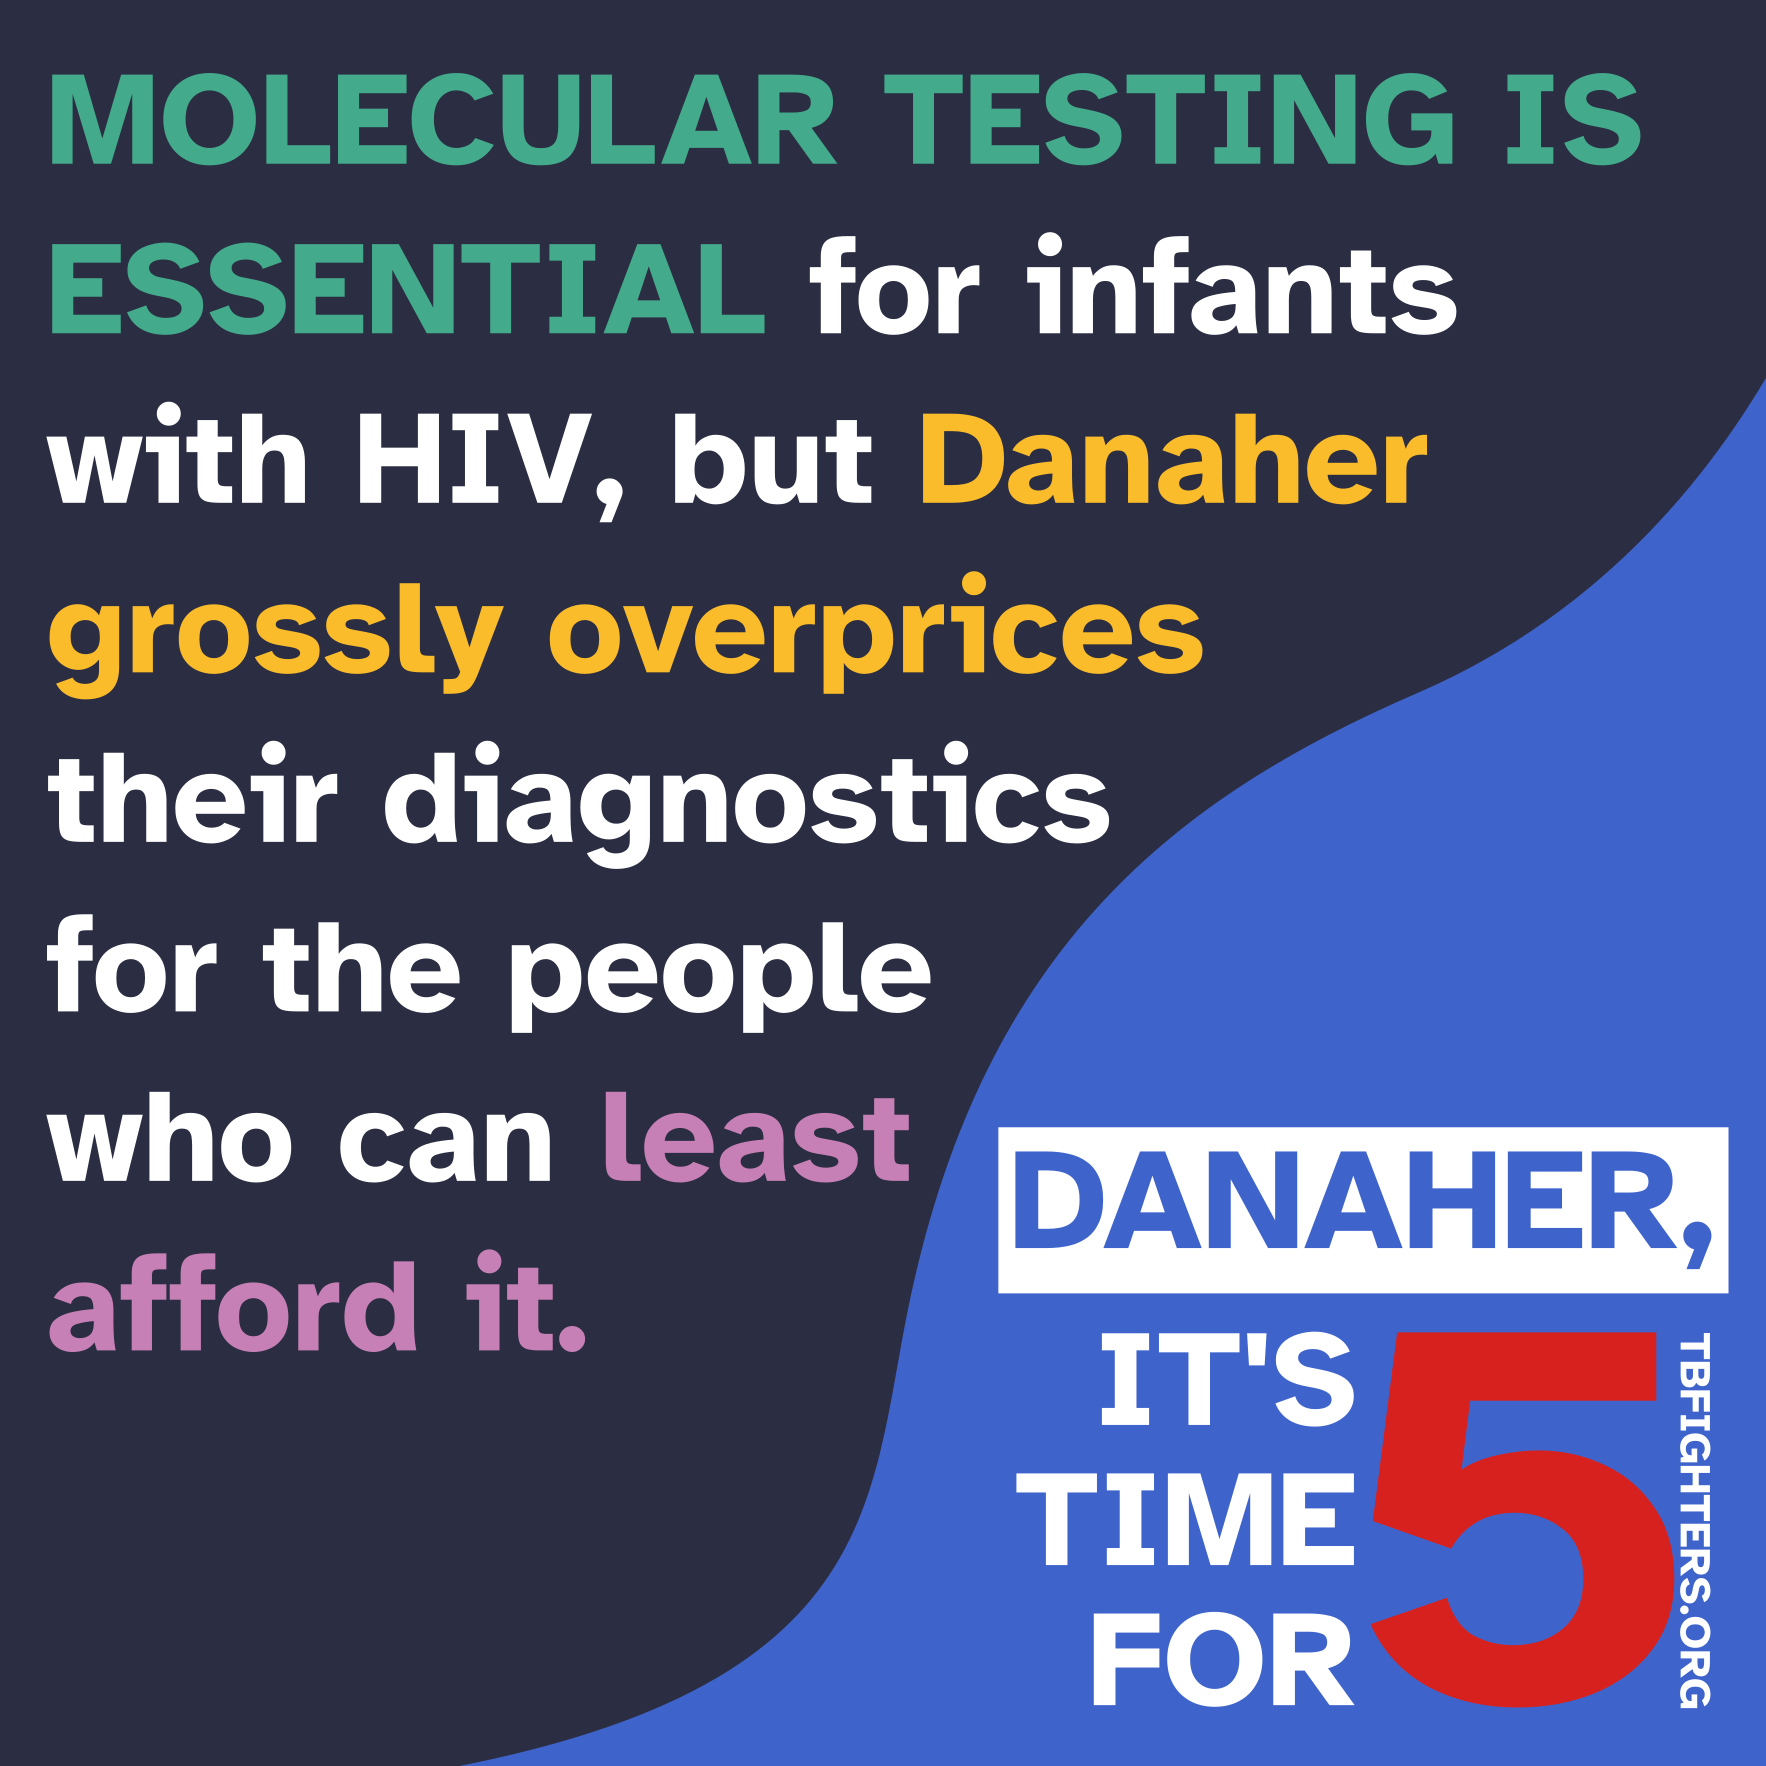 MOLECULAR TESTING IS
ESSENTIAL for infants
with HIV, but Danaher
grossly overprices
their diagnostics
for the people
who can least
afford it.
DANAHER,
IT'S
TIME
FOR
5
TBFIGHTERS.ORG